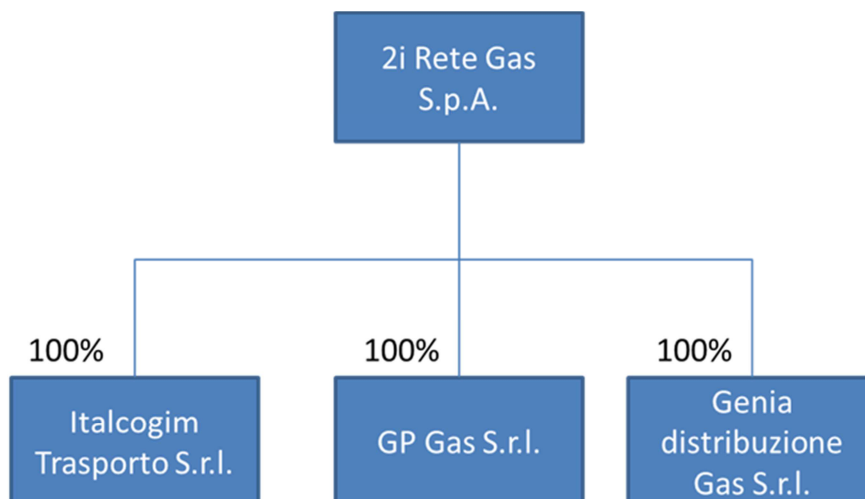 2i Rete Gas
S.p.A.
100%
100%
100%
Italcogim
Trasporto S.r.l.
GP Gas S.r.l.
Genia
distribuzione
Gas S.r.l.